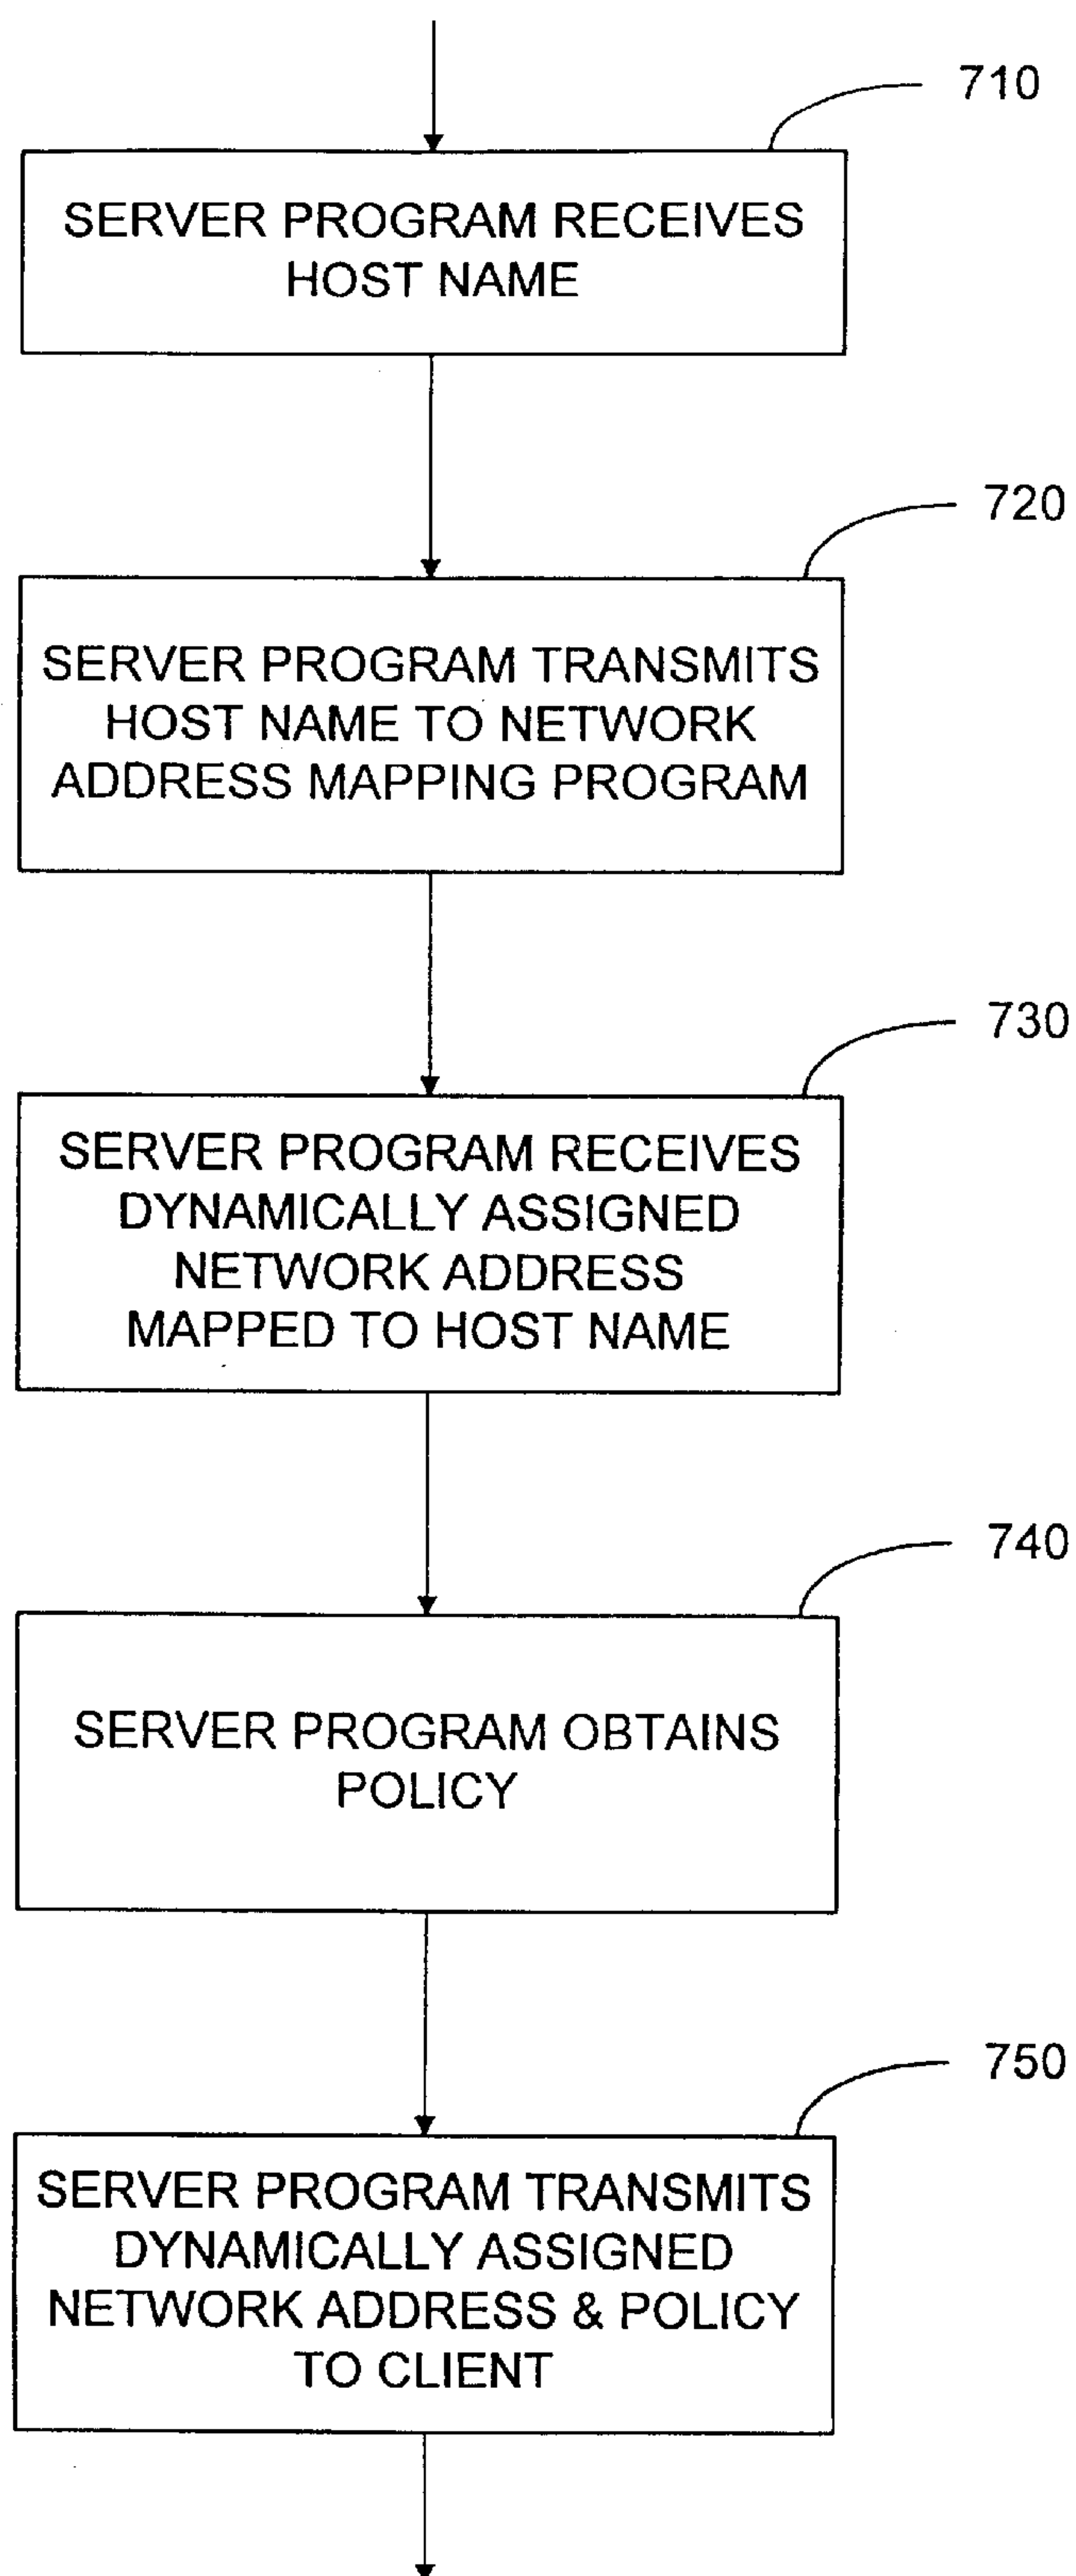 710
SERVER PROGRAM RECEIVES
HOST NAME
720
SERVER PROGRAM TRANSMITS
HOST NAME TO NETWORK
ADDRESS MAPPING PROGRAM
730
SERVER PROGRAM RECEIVES
DYNAMICALLY ASSIGNED
NETWORK ADDRESS
MAPPED TO HOST NAME
740
SERVER PROGRAM OBTAINS
POLICY
750
SERVER PROGRAM TRANSMITS
DYNAMICALLY ASSIGNED
NETWORK ADDRESS & POLICY
TO CLIENT